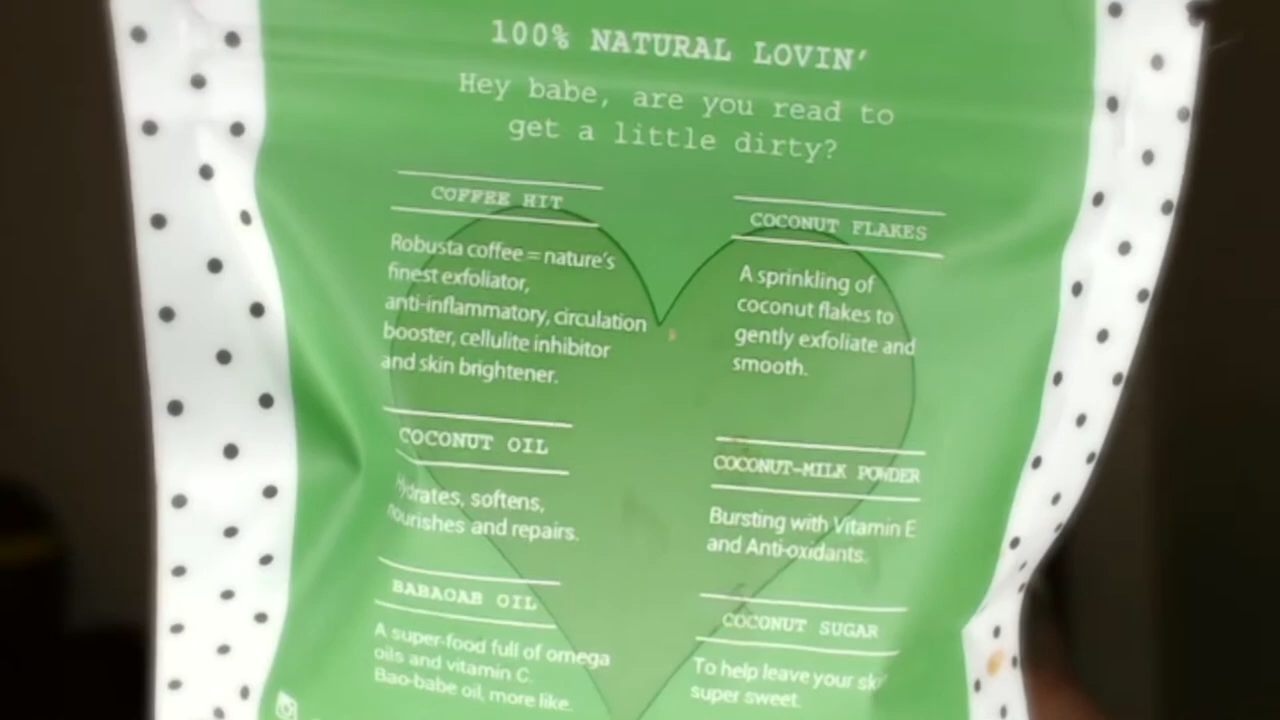 100% NATURAL LOVIN'
Hey babe, are you read to
get a little dirty?
COFFEE HIT
Robusta coffee = nature's
finest exfoliator,
anti-inflammatory, circulation
booster, cellulite inhibitor
and skin brightener.
COCONUT OIL
Hydrates, softens,
nourishes and repairs.
BABAOAB OIL
A super-food full of omega
oils and vitamin C.
Bao-babe oil, more like.
COCONUT FLAKES
A sprinkling of
coconut flakes to
gently exfoliate and
smooth.
COCONUT-MILK POWDER
Bursting with Vitamin E
and Anti-oxidants.
COCONUT SUGAR
To help leave your skin
super sweet.